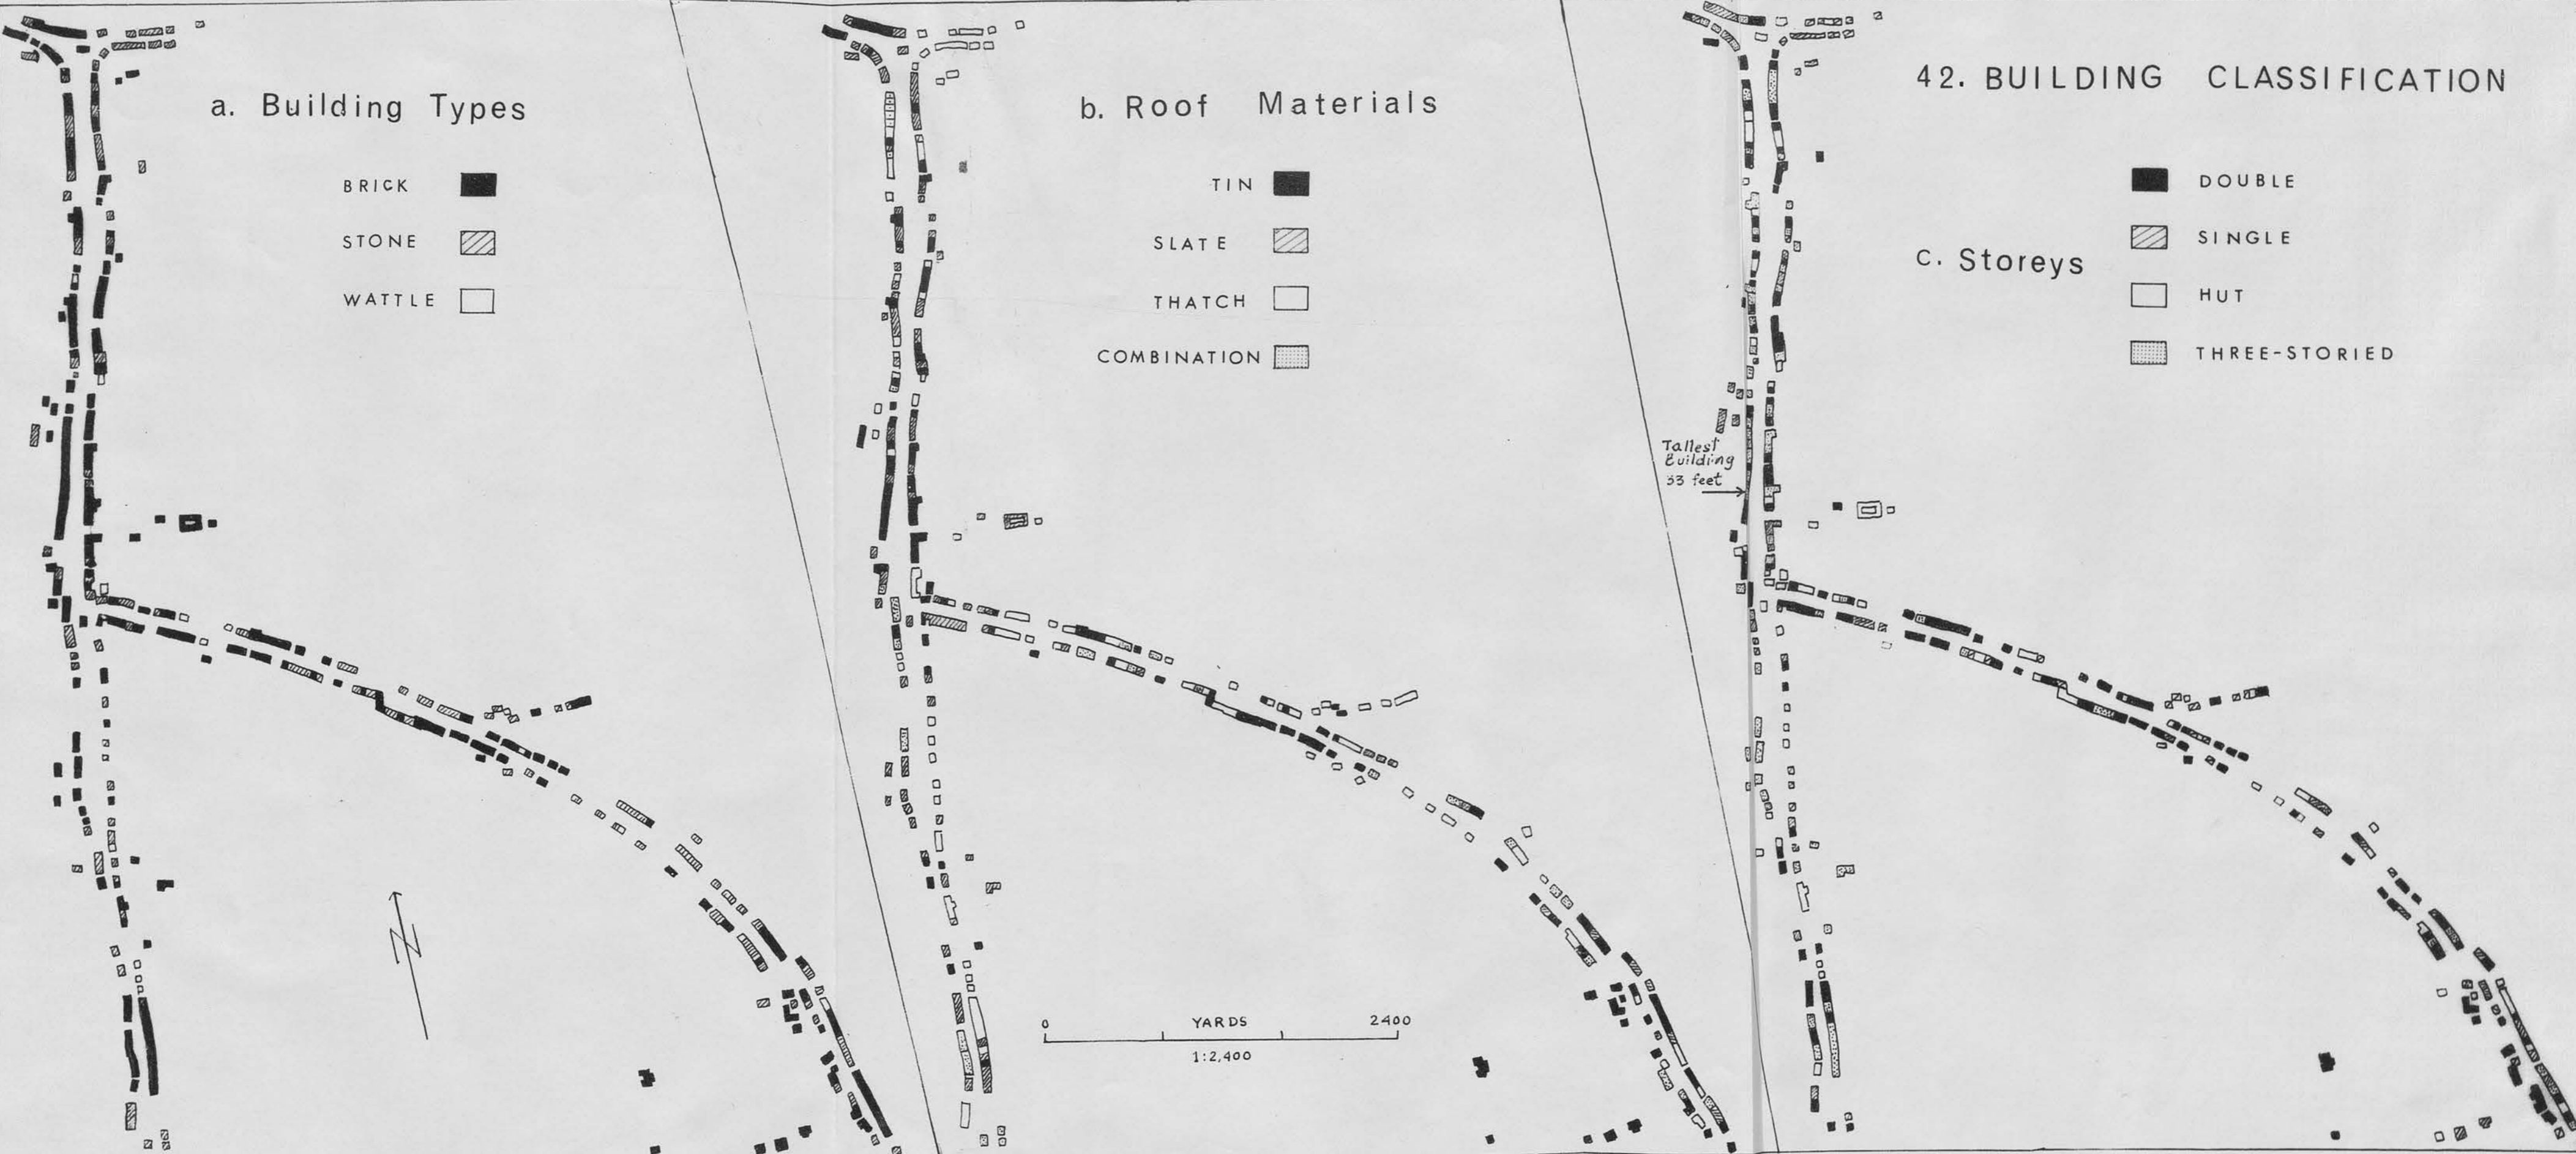 42. BUILDING CLASSIFICATION
a. Building Types
BRICK
STONE
WATTLE
b. Roof Materials
TIN
SLATE
THATCH
COMBINATION
0 YARDS 2400
1:2,400
c. Storeys
DOUBLE
SINGLE
HUT
THREE-STORIED
Tallest
Building
33 feet